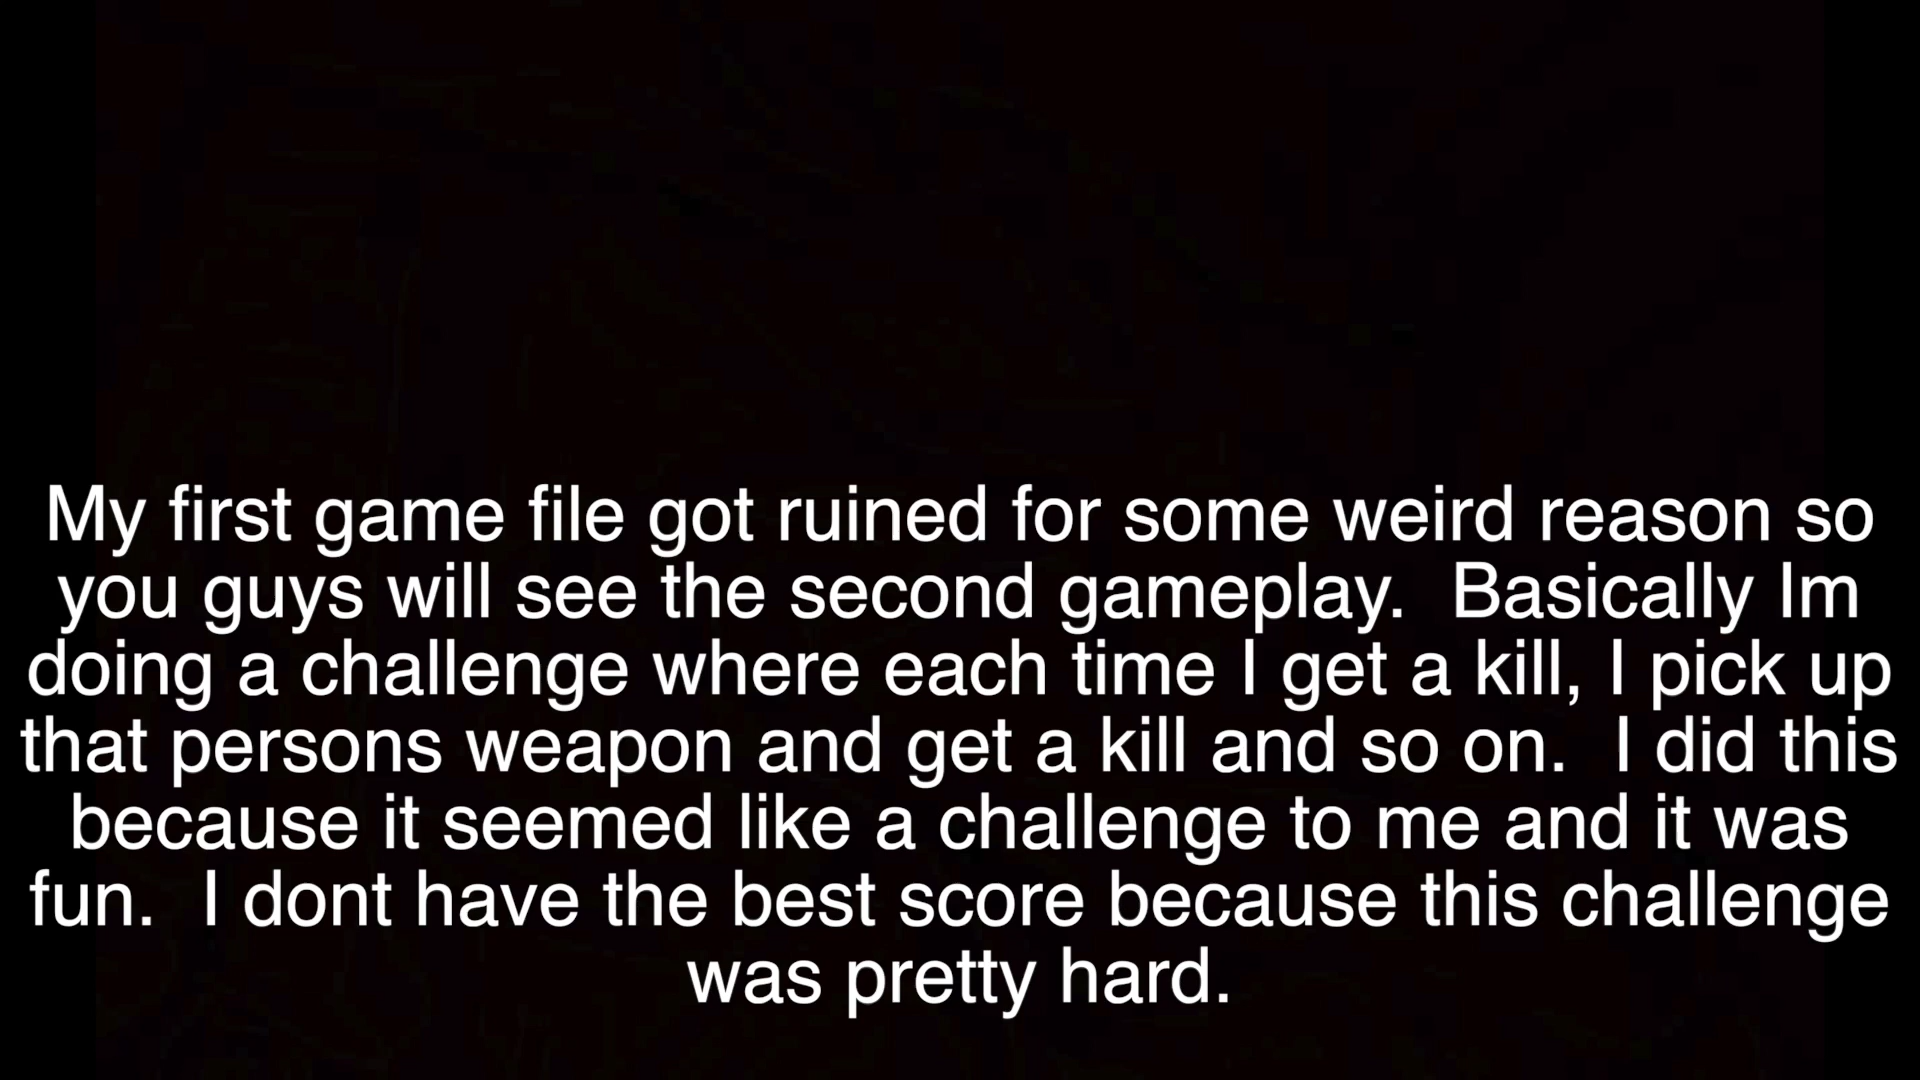 My first game file got ruined for some weird reason so
you guys will see the second gameplay.  Basically Im
doing a challenge where each time I get a kill, I pick up
that persons weapon and get a kill and so on.  I did this
because it seemed like a challenge to me and it was
fun.  I dont have the best score because this challenge
was pretty hard.